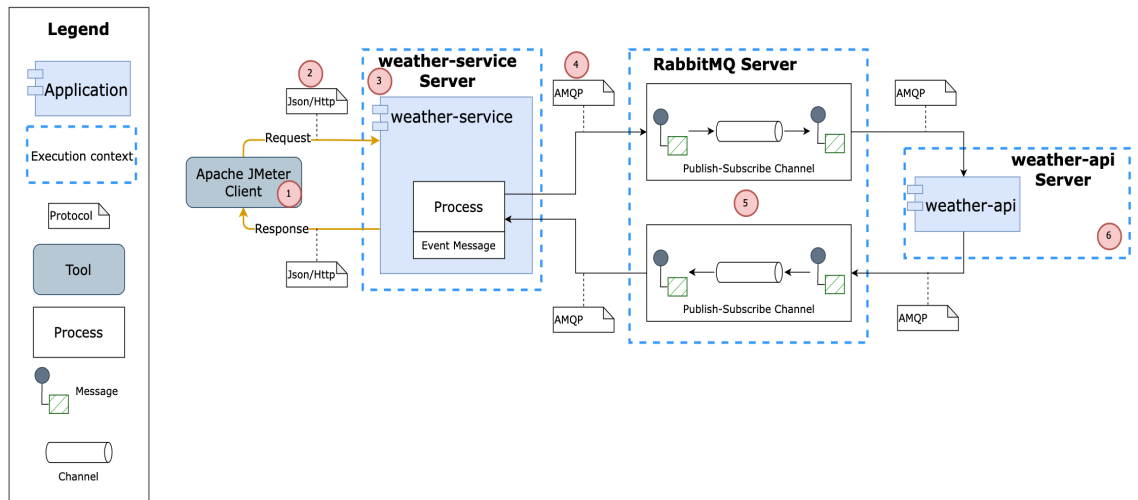 Legend
Application
Execution context
Protocol
Tool
Process
Message
Channel
1
Apache JMeter
Client
Request
Response
2
Json/Http
Json/Http
3
weather-service
Server
weather-service
Process
Event Message
4
AMQP
AMQP
RabbitMQ Server
Publish-Subscribe Channel
5
Publish-Subscribe Channel
AMQP
AMQP
weather-api
Server
weather-api
6